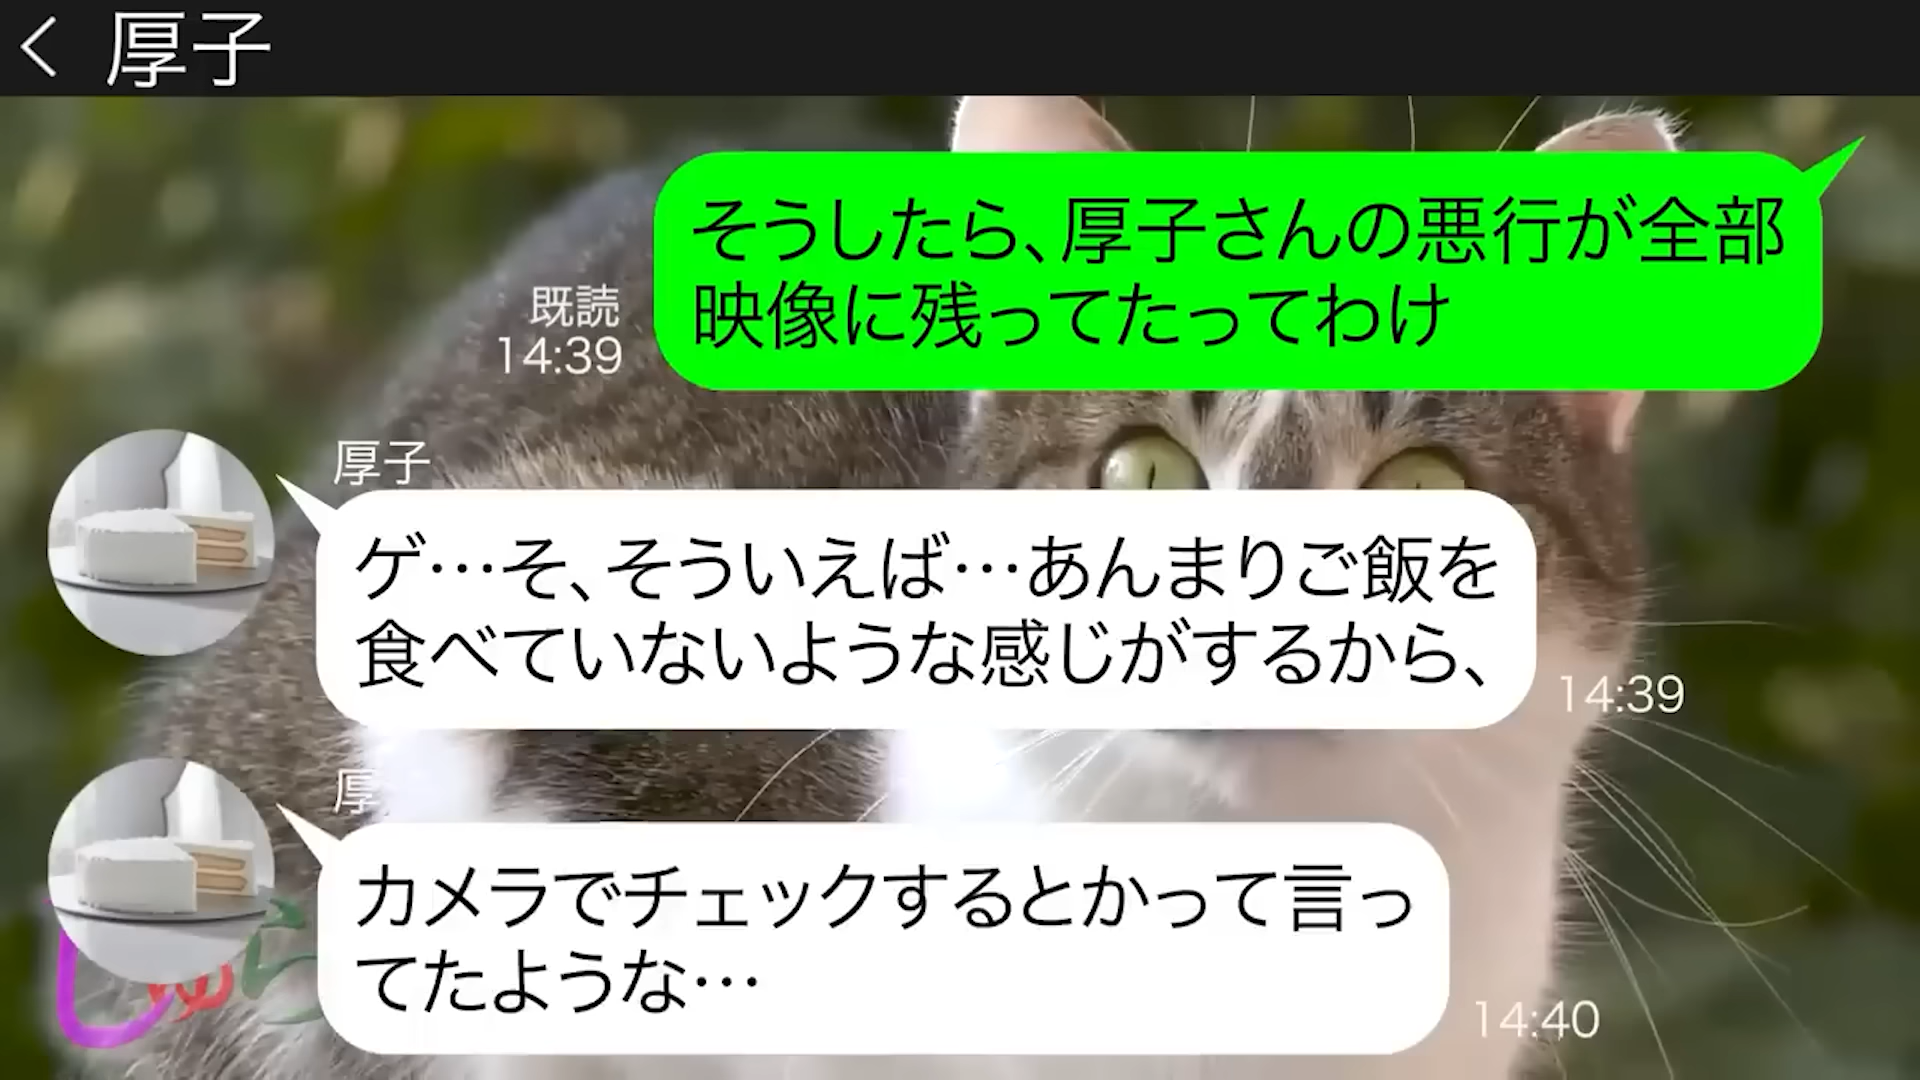 厚子
そうしたら、厚子さんの悪行が全部
映像に残ってたってわけ
既読
14:39
厚子
ゲ…そ、そういえば…あんまりご飯を
食べていないような感じがするから、
14:39
厚
カメラでチェックするとかって言っ
てたような…
14:40
しゅら